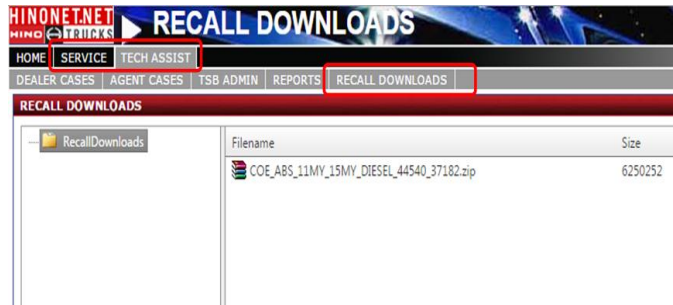 HINONET.NET
HINO TRUCKS
RECALL DOWNLOADS
HOME SERVICE TECH ASSIST
DEALER CASES AGENT CASES TSB ADMIN REPORTS RECALL DOWNLOADS
RECALL DOWNLOADS
RecallDownloads
Filename Size
COE_ABS_11MY_15MY_DIESEL_44540_37182.zip 6250252